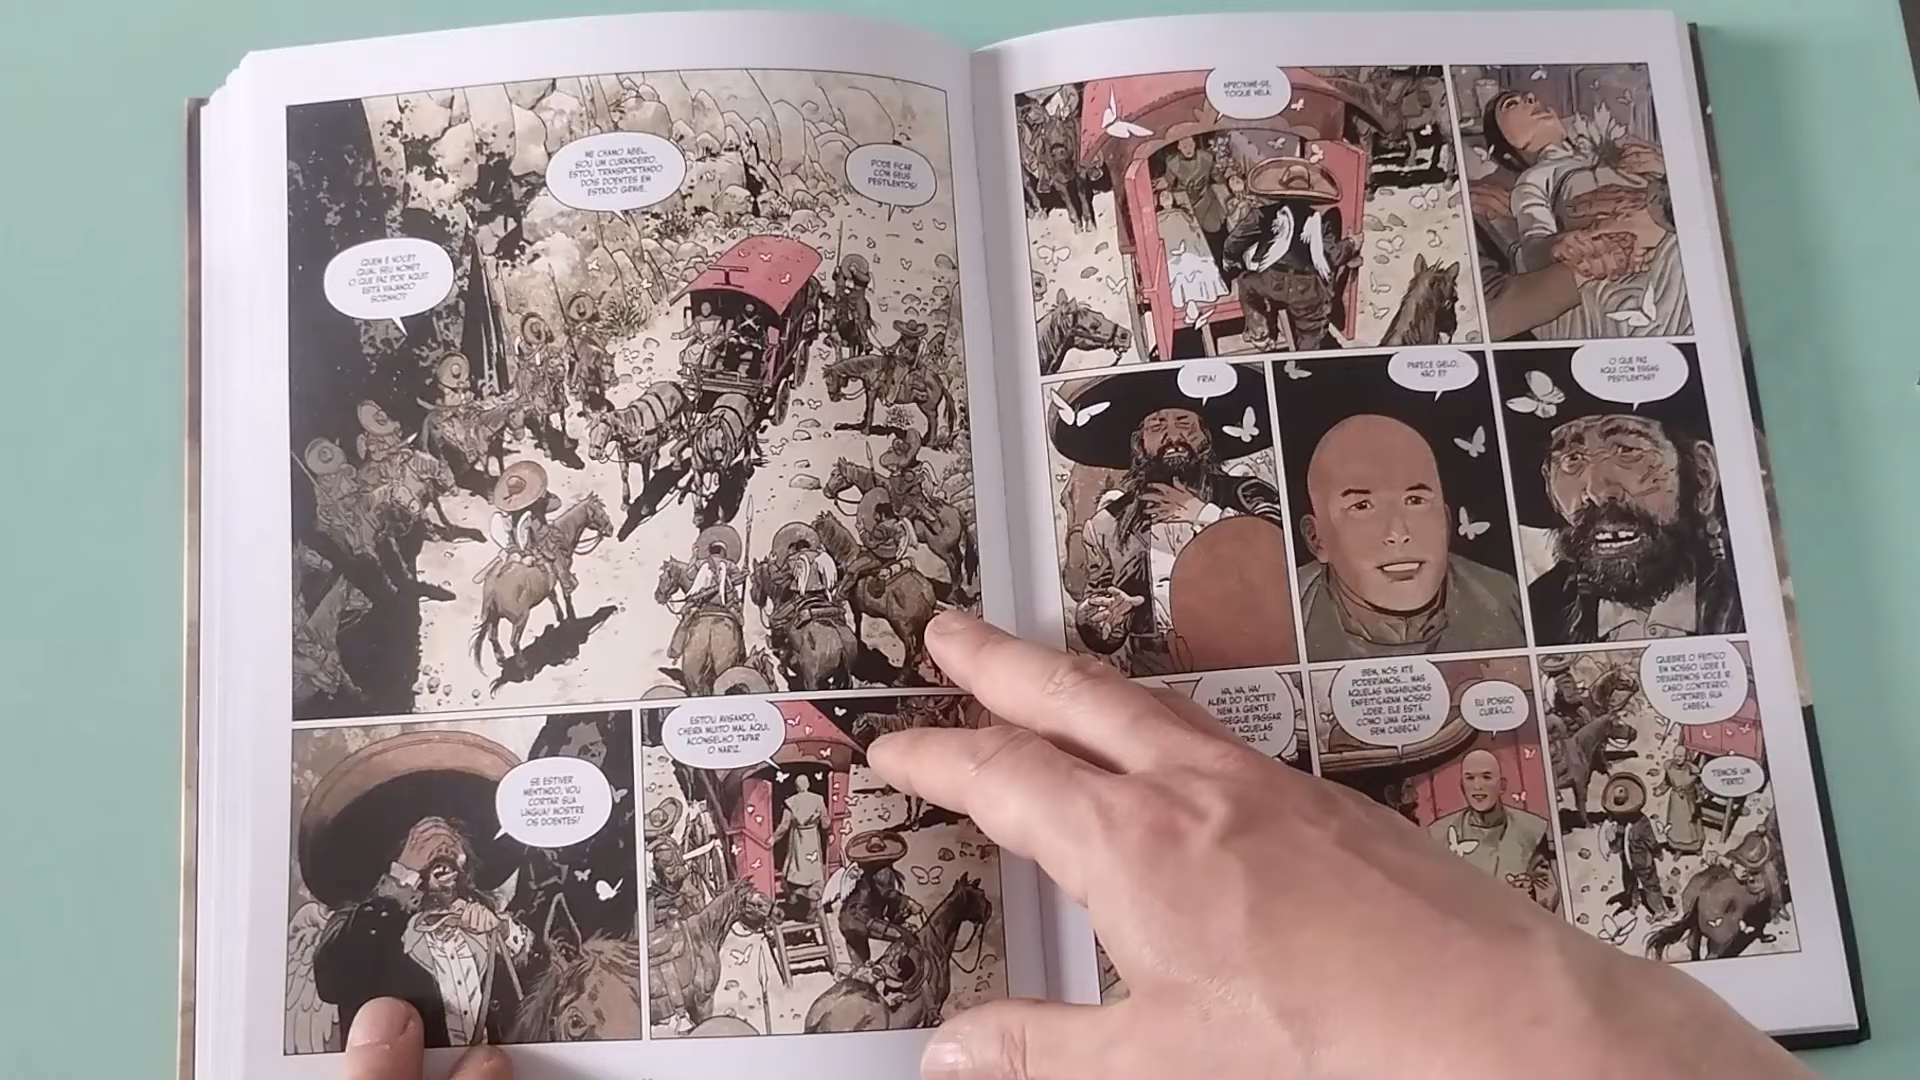 QUEM É VOCÊ?
QUAL SEU NOME?
O QUE FAZ POR AQUI?
ESTÁ VIAJANDO
SOZINHO?
ME CHAMO ABEL.
SOU UM CURANDEIRO.
ESTOU TRANSPORTANDO
DOIS DOENTES EM
ESTADO GRAVE.
PODE FICAR
COM SEUS
PESTILENTOS!
SE ESTIVER
MENTINDO, VOU
CORTAR SUA
LÍNGUA! MOSTRE
OS DOENTES!
ESTOU AVISANDO,
CHEIRA MUITO MAL AQUI.
ACONSELHO TAPAR
O NARIZ.
APROXIME-SE,
TOQUE NELA.
FRIA!
PARECE GELO,
NÃO É?
O QUE FAZ
AQUI COM ESSAS
PESTILENTAS?
HA, HA, HA!
ALÉM DO FORTE?
NEM A GENTE
NSEGUE PASSAR
AQUELAS
TAS LÁ.
BEM, NÓS ATÉ
PODERÍAMOS... MAS
AQUELAS VAGABUNDAS
ENFEITIÇARAM NOSSO
LÍDER. ELE ESTÁ
COMO UMA GALINHA
SEM CABEÇA!
EU POSSO
CURÁ-LO.
QUEBRE O FEITIÇO
EM NOSSO LÍDER E
DEIXAREMOS VOCÊ IR.
CASO CONTRÁRIO,
CORTAREI SUA
CABEÇA.
TEMOS UM
TRATO.